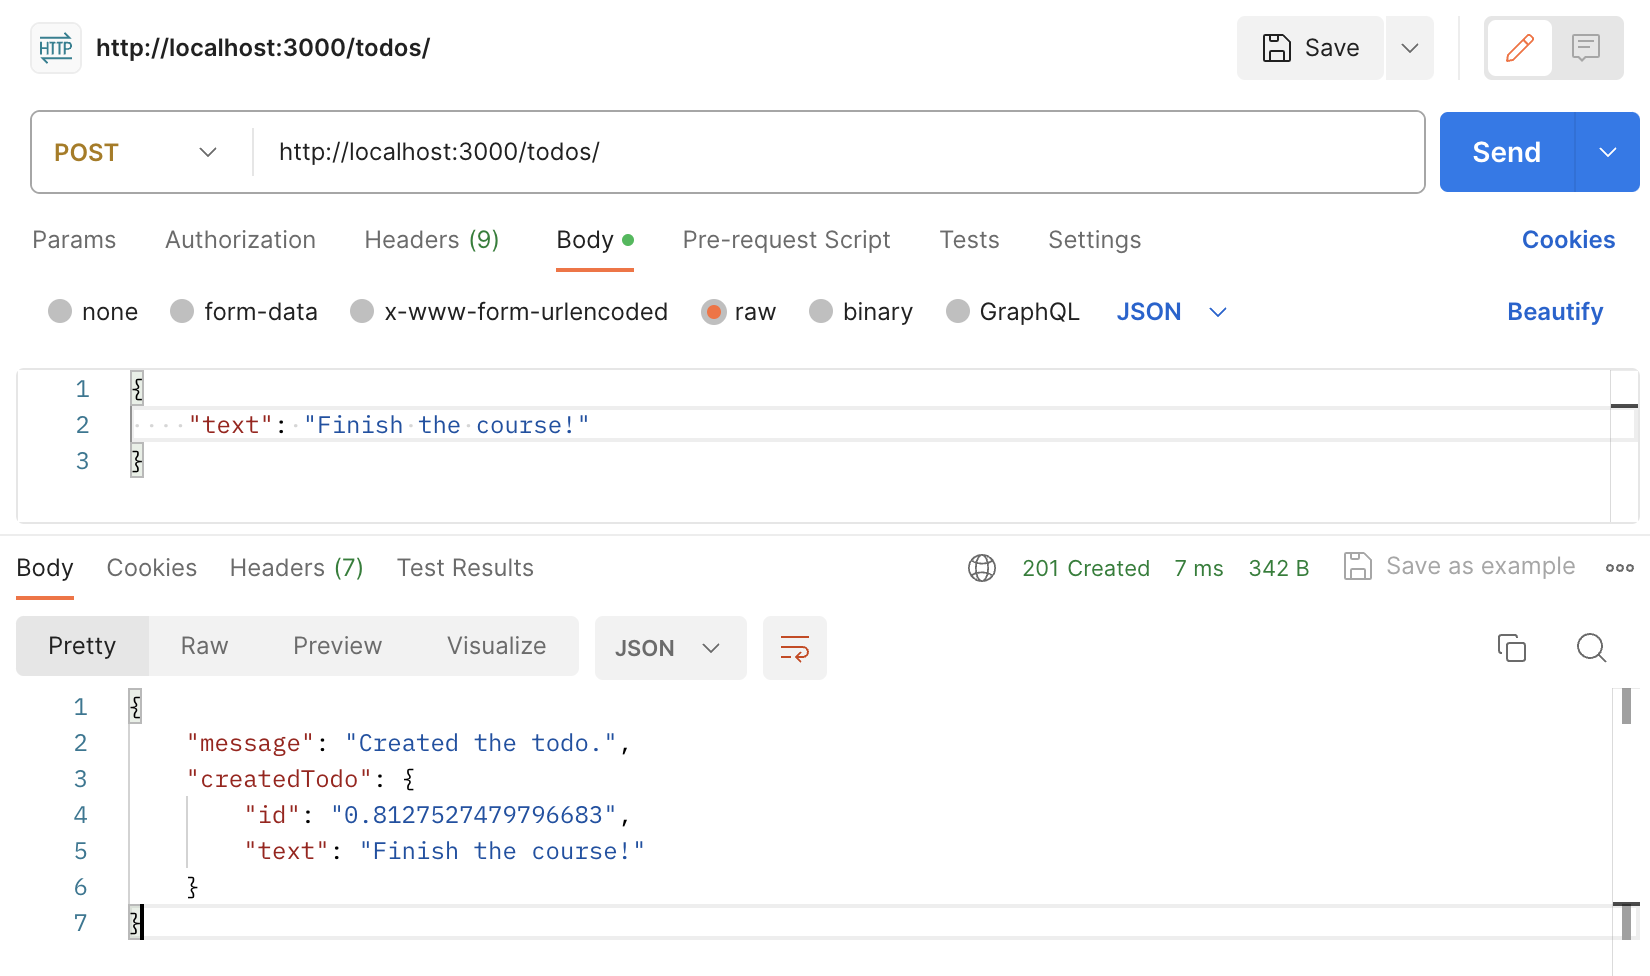 HTTP http://localhost:3000/todos/ Save
POST http://localhost:3000/todos/ Send
Params Authorization Headers (9) Body Pre-request Script Tests Settings Cookies
none form-data x-www-form-urlencoded raw binary GraphQL JSON Beautify
1 {
2 "text": "Finish the course!"
3 }
Body Cookies Headers (7) Test Results 201 Created 7 ms 342 B Save as example
Pretty Raw Preview Visualize JSON
1 {
2 "message": "Created the todo.",
3 "createdTodo": {
4 "id": "0.8127527479796683",
5 "text": "Finish the course!"
6 }
7 }